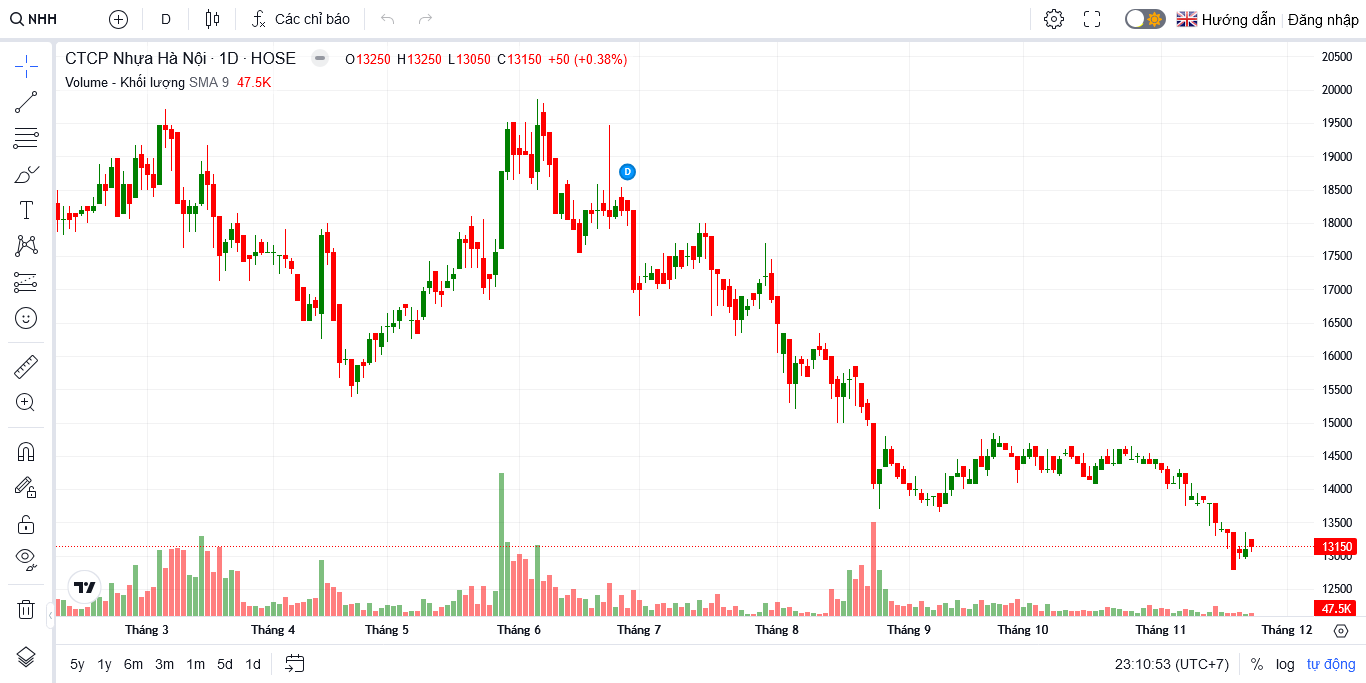 NHH D Các chỉ báo Hướng dẫn Đăng nhập
CTCP Nhựa Hà Nội · 1D · HOSE O13250 H13250 L13050 C13150 +50 (+0.38%)
Volume - Khối lượng SMA 9 47.5K
D
20500
20000
19500
19000
18500
18000
17500
17000
16500
16000
15500
15000
14500
14000
13500
13150
13000
12500
47.5K
Tháng 3 Tháng 4 Tháng 5 Tháng 6 Tháng 7 Tháng 8 Tháng 9 Tháng 10 Tháng 11 Tháng 12
5y 1y 6m 3m 1m 5d 1d 23:10:53 (UTC+7) % log tự động